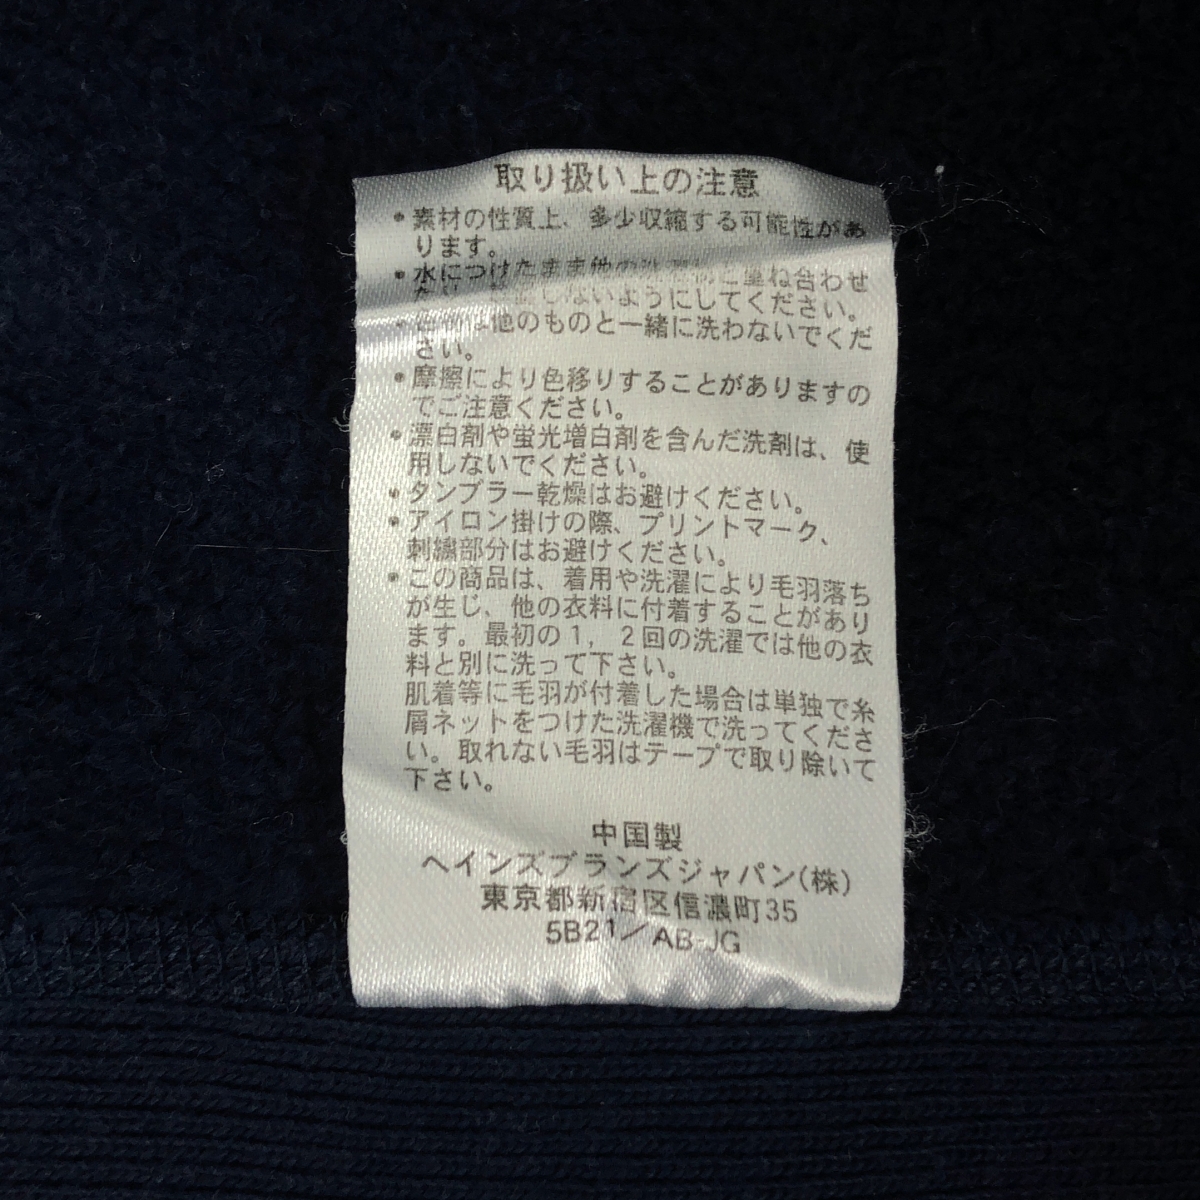 取り扱い上の注意
・素材の性質上、多少収縮する可能性があ
ります。
・水につけたまま他の洗濯物と重ね合わせ
たり しないようにしてください。
は他のものと一緒に洗わないでくだ
さい。
・摩擦により色移りすることがありますの
でご注意ください。
・漂白剤や蛍光増白剤を含んだ洗剤は、使
用しないでください。
・タンブラー乾燥はお避けください。
・アイロン掛けの際、プリントマーク、
刺繍部分はお避けください。
・この商品は、着用や洗濯により毛羽落ち
が生じ、他の衣料に付着することがあり
ます。最初の1，2回の洗濯では他の衣
料と別に洗って下さい。
肌着等に毛羽が付着した場合は単独で糸
屑ネットをつけた洗濯機で洗ってくださ
い。取れない毛羽はテープで取り除いて
下さい。
中国製
ヘインズブランズジャパン(株)
東京都新宿区信濃町35
5B21／AB-JG